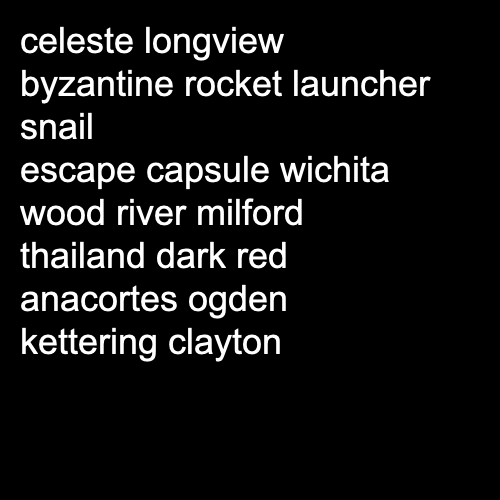 celeste longview
byzantine rocket launcher
snail
escape capsule wichita
wood river milford
thailand dark red
anacortes ogden
kettering clayton